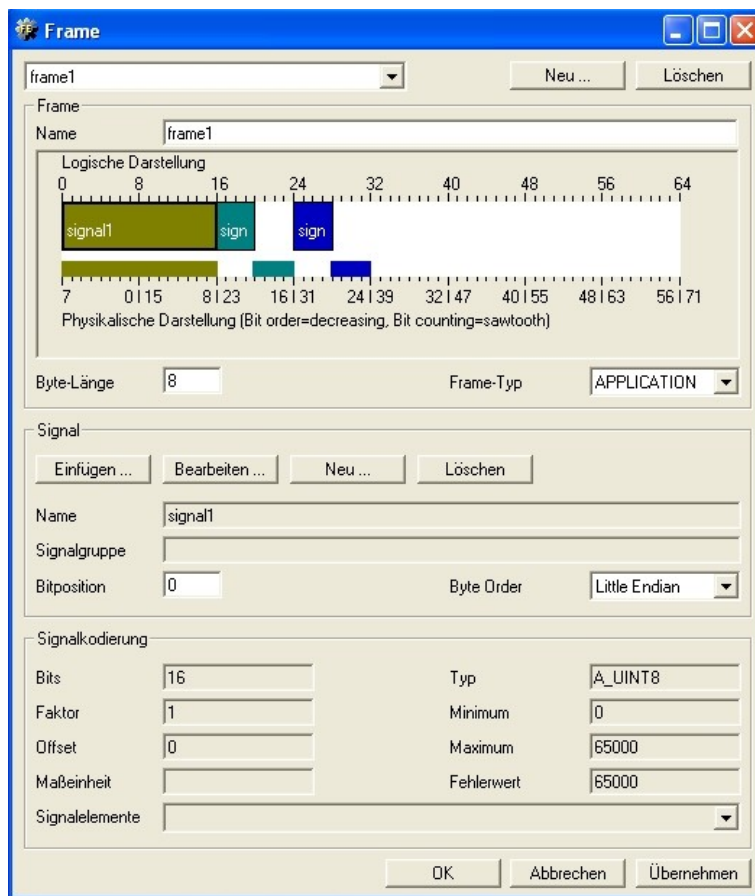 Frame
frame1 Neu ... Löschen
Frame
Name frame1
Logische Darstellung
0 8 16 24 32 40 48 56 64
signal1 sign sign
7 0|15 8|23 16|31 24|39 32|47 40|55 48|63 56|71
Physikalische Darstellung (Bit order=decreasing, Bit counting=sawtooth)
Byte-Länge 8 Frame-Typ APPLICATION
Signal
Einfügen ... Bearbeiten ... Neu ... Löschen
Name signal1
Signalgruppe
Bitposition 0 Byte Order Little Endian
Signalkodierung
Bits 16 Typ A_UINT8
Faktor 1 Minimum 0
Offset 0 Maximum 65000
Maßeinheit Fehlerwert 65000
Signalelemente
OK Abbrechen Übernehmen